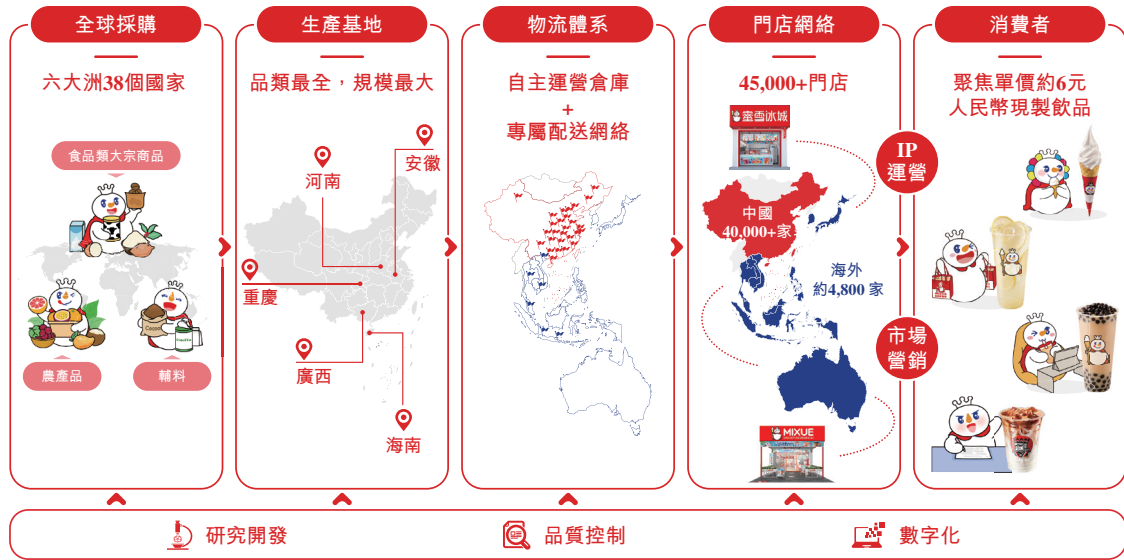 全球採購
六大洲38個國家
食品類大宗商品
農產品
輔料
生產基地
品類最全，規模最大
安徽
河南
重慶
廣西
海南
物流體系
自主運營倉庫
+
專屬配送網絡
門店網絡
45,000+門店
蜜雪冰城
中國
40,000+家
海外
約4,800 家
MIXUE
IP
運營
市場
營銷
消費者
聚焦單價約6元
人民幣現製飲品
研究開發
品質控制
數字化